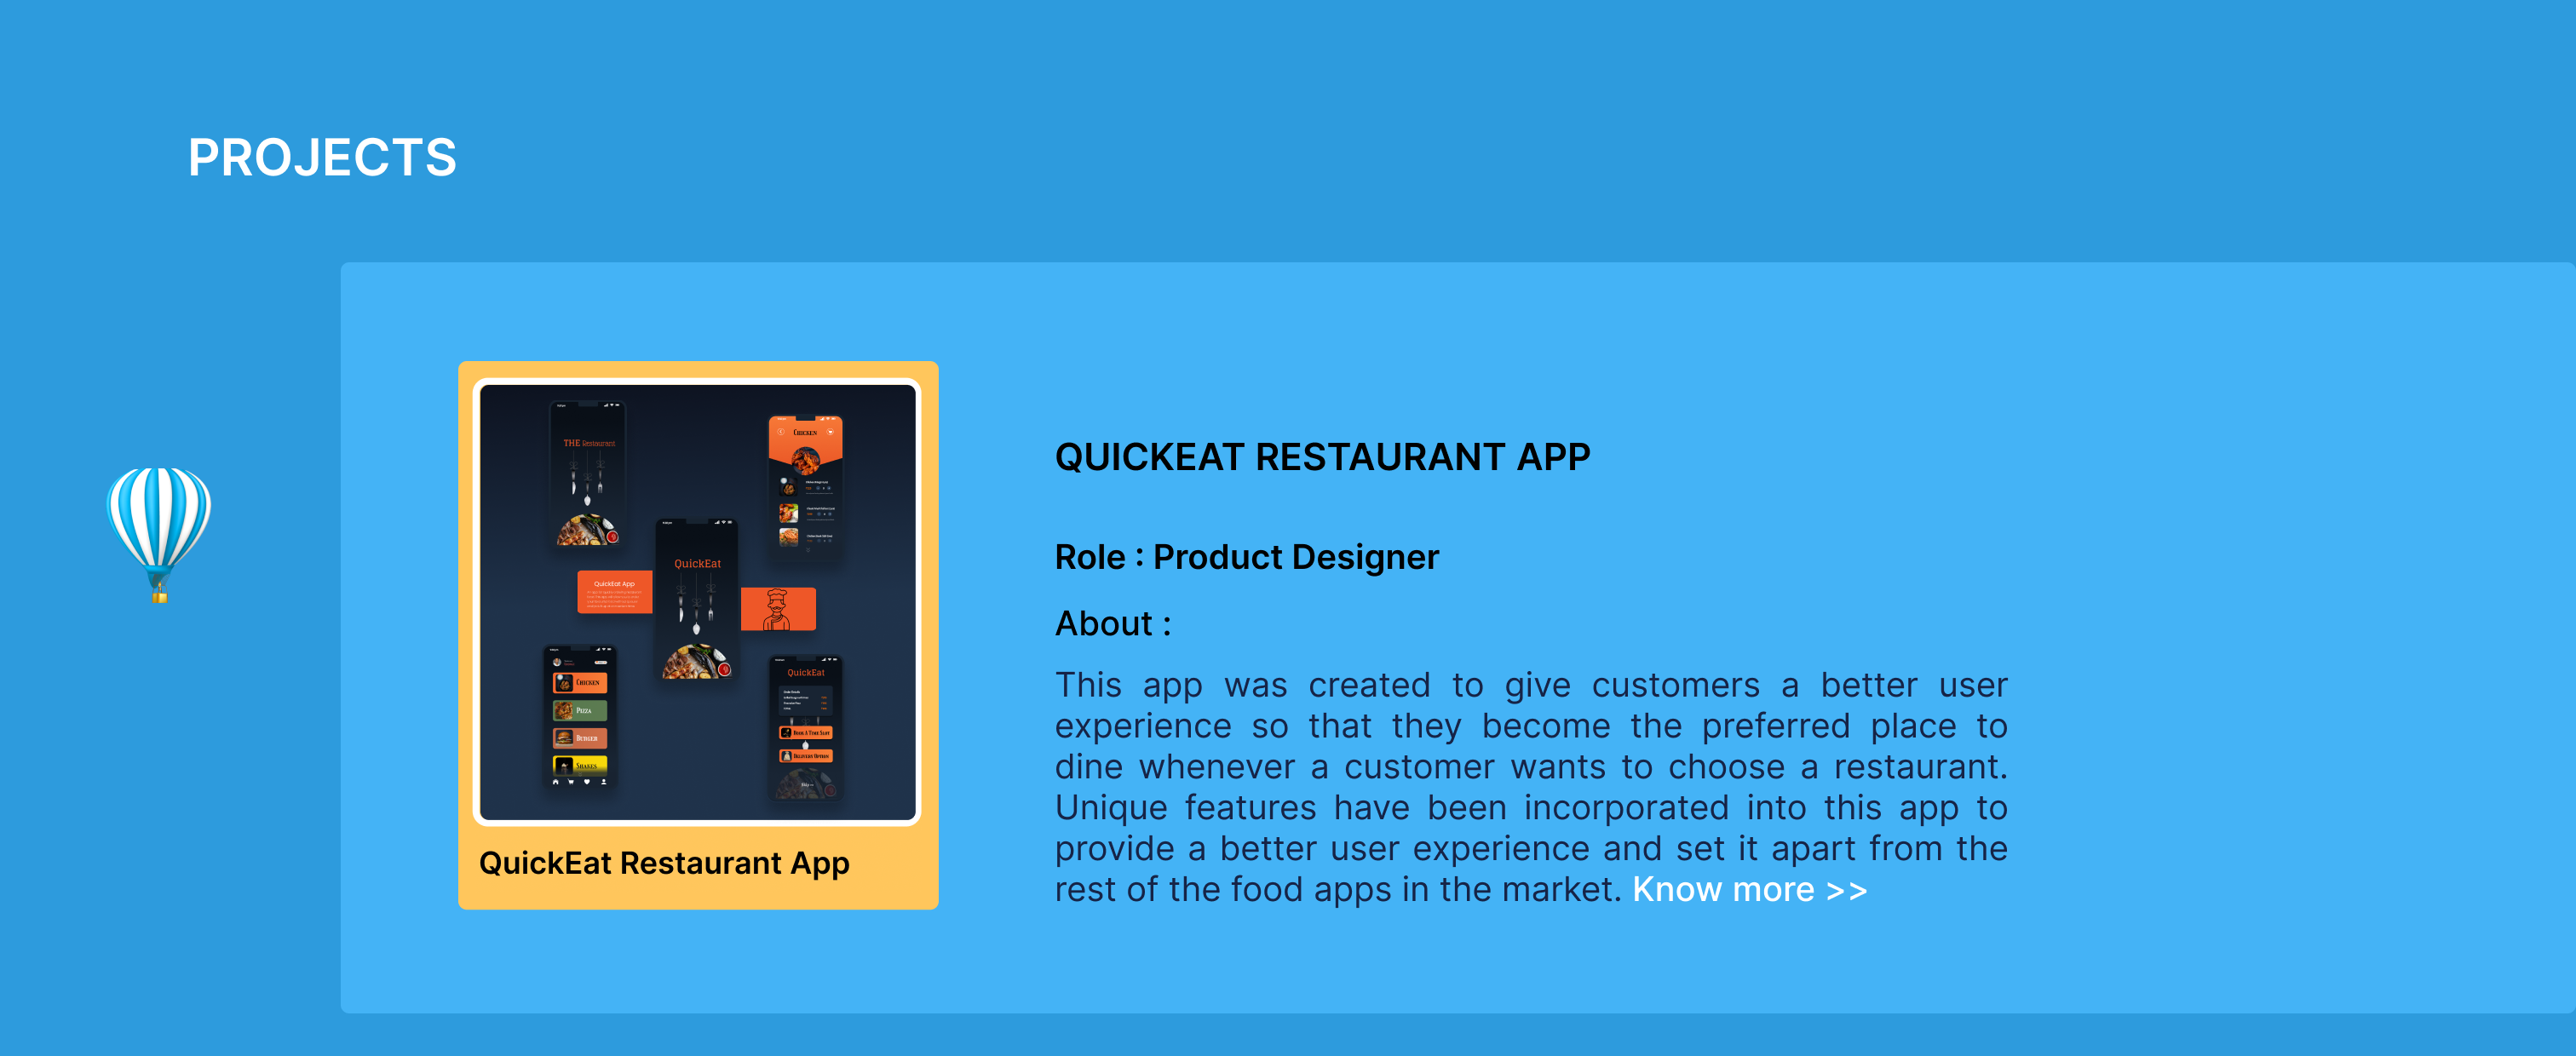 PROJECTS
THE Restaurant
CHICKEN
QuickEat
QuickEat App
CHICKEN
PIZZA
BURGER
SHAKES
QuickEat
BOOK A TIME SLOT
DELIVERY OPTION
QuickEat Restaurant App
QUICKEAT RESTAURANT APP
Role : Product Designer
About :
This app was created to give customers a better user
experience so that they become the preferred place to
dine whenever a customer wants to choose a restaurant.
Unique features have been incorporated into this app to
provide a better user experience and set it apart from the
rest of the food apps in the market. Know more >>